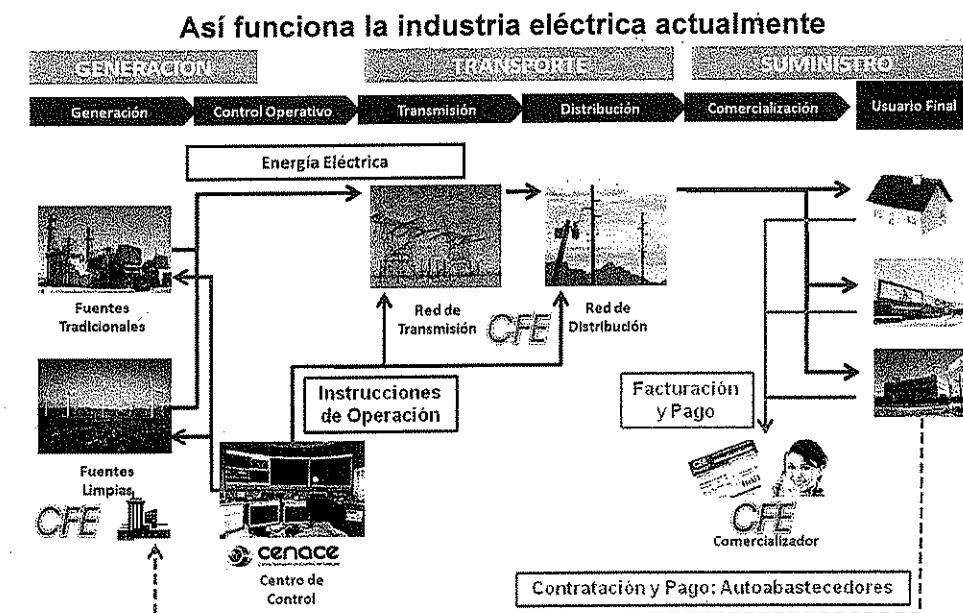 Así funciona la industria eléctrica actualmente
GENERACION
TRANSPORTE
SUMINISTRO
Generación
Control Operativo
Transmisión
Distribución
Comercialización
Usuario Final
Energía Eléctrica
Fuentes
Tradicionales
Red de
Transmisión
CFE
Red de
Distribución
Instrucciones
de Operación
Facturación
y Pago
Fuentes
Limpias
CFE
cenace
Centro de
Control
CFE
Comercializador
Contratación y Pago: Autoabastecedores